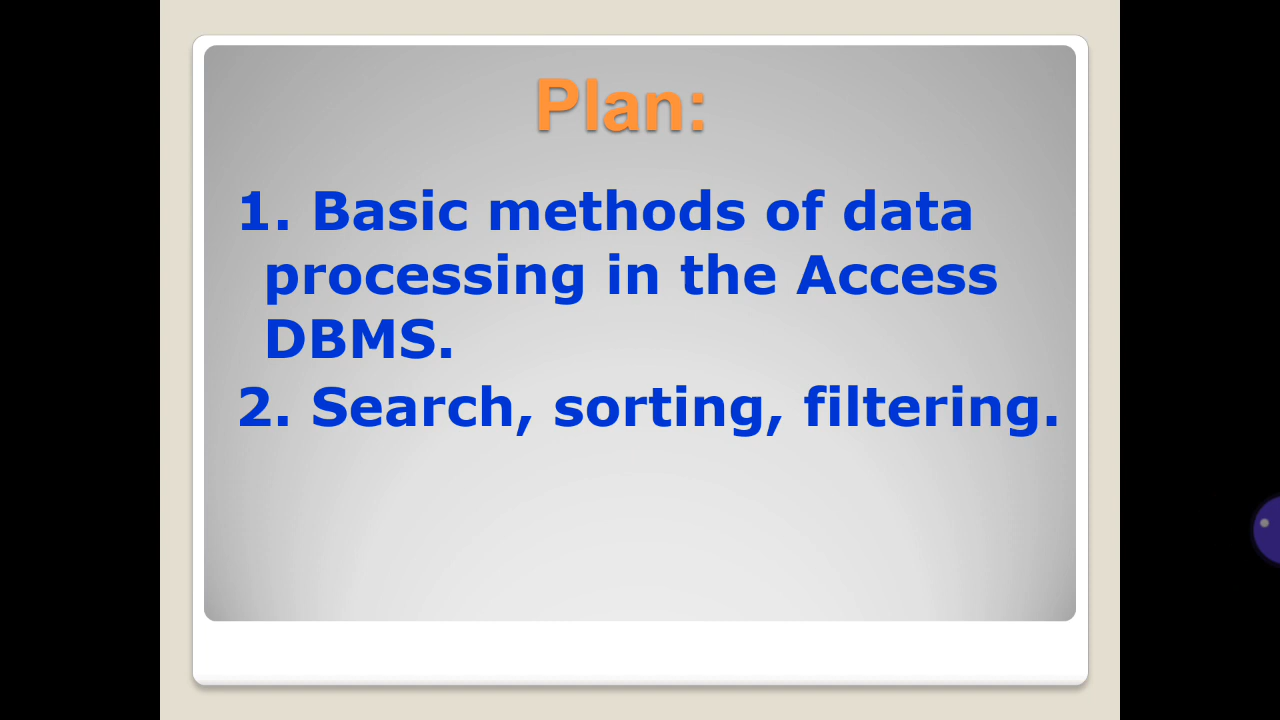 Plan:
1. Basic methods of data
processing in the Access
DBMS.
2. Search, sorting, filtering.